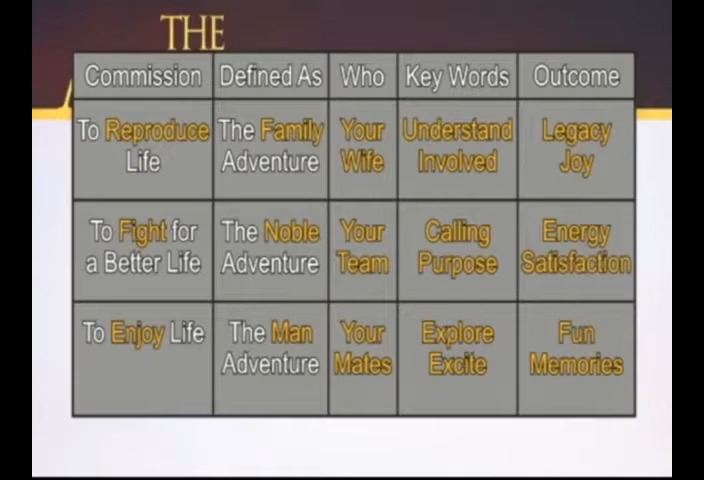 THE
Commission Defined As Who Key Words Outcome
To Reproduce The Family Your Understand Legacy
Life Adventure Wife Involved Joy
To Fight for The Noble Your Calling Energy
a Better Life Adventure Team Purpose Satisfaction
To Enjoy Life The Man Your Explore Fun
Adventure Mates Excite Memories